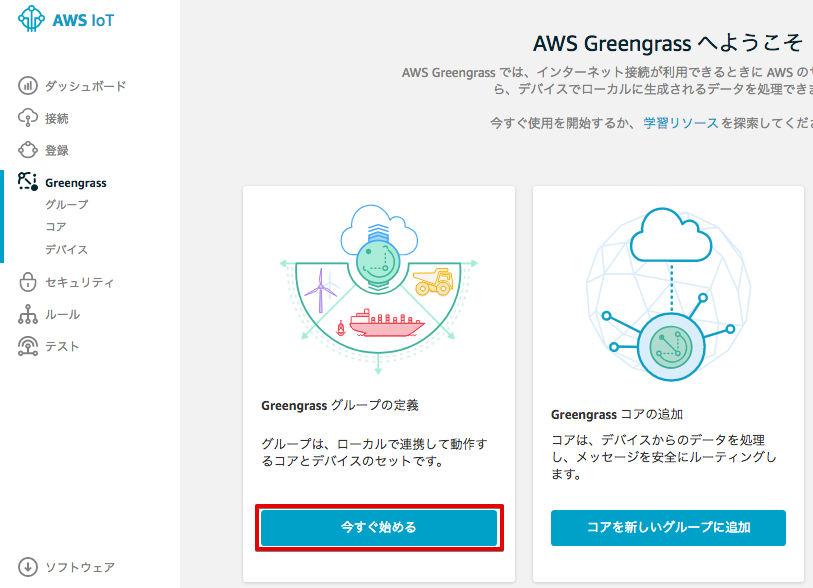 AWS IoT
ダッシュボード
接続
登録
Greengrass
グループ
コア
デバイス
セキュリティ
ルール
テスト
ソフトウェア
AWS Greengrass へようこそ
AWS Greengrass では、インターネット接続が利用できるときに AWS の
ら、デバイスでローカルに生成されるデータを処理でき
今すぐ使用を開始するか、学習リソースを探索してくだ
Greengrass グループの定義
グループは、ローカルで連携して動作す
るコアとデバイスのセットです。
今すぐ始める
Greengrass コアの追加
コアは、デバイスからのデータを処理
し、メッセージを安全にルーティングし
ます。
コアを新しいグループに追加